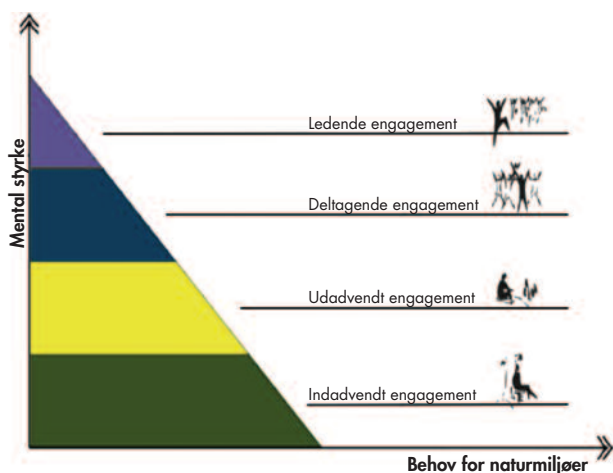 Mental styrke
Ledende engagement
Deltagende engagement
Udadvendt engagement
Indadvendt engagement
Behov for naturmiljøer